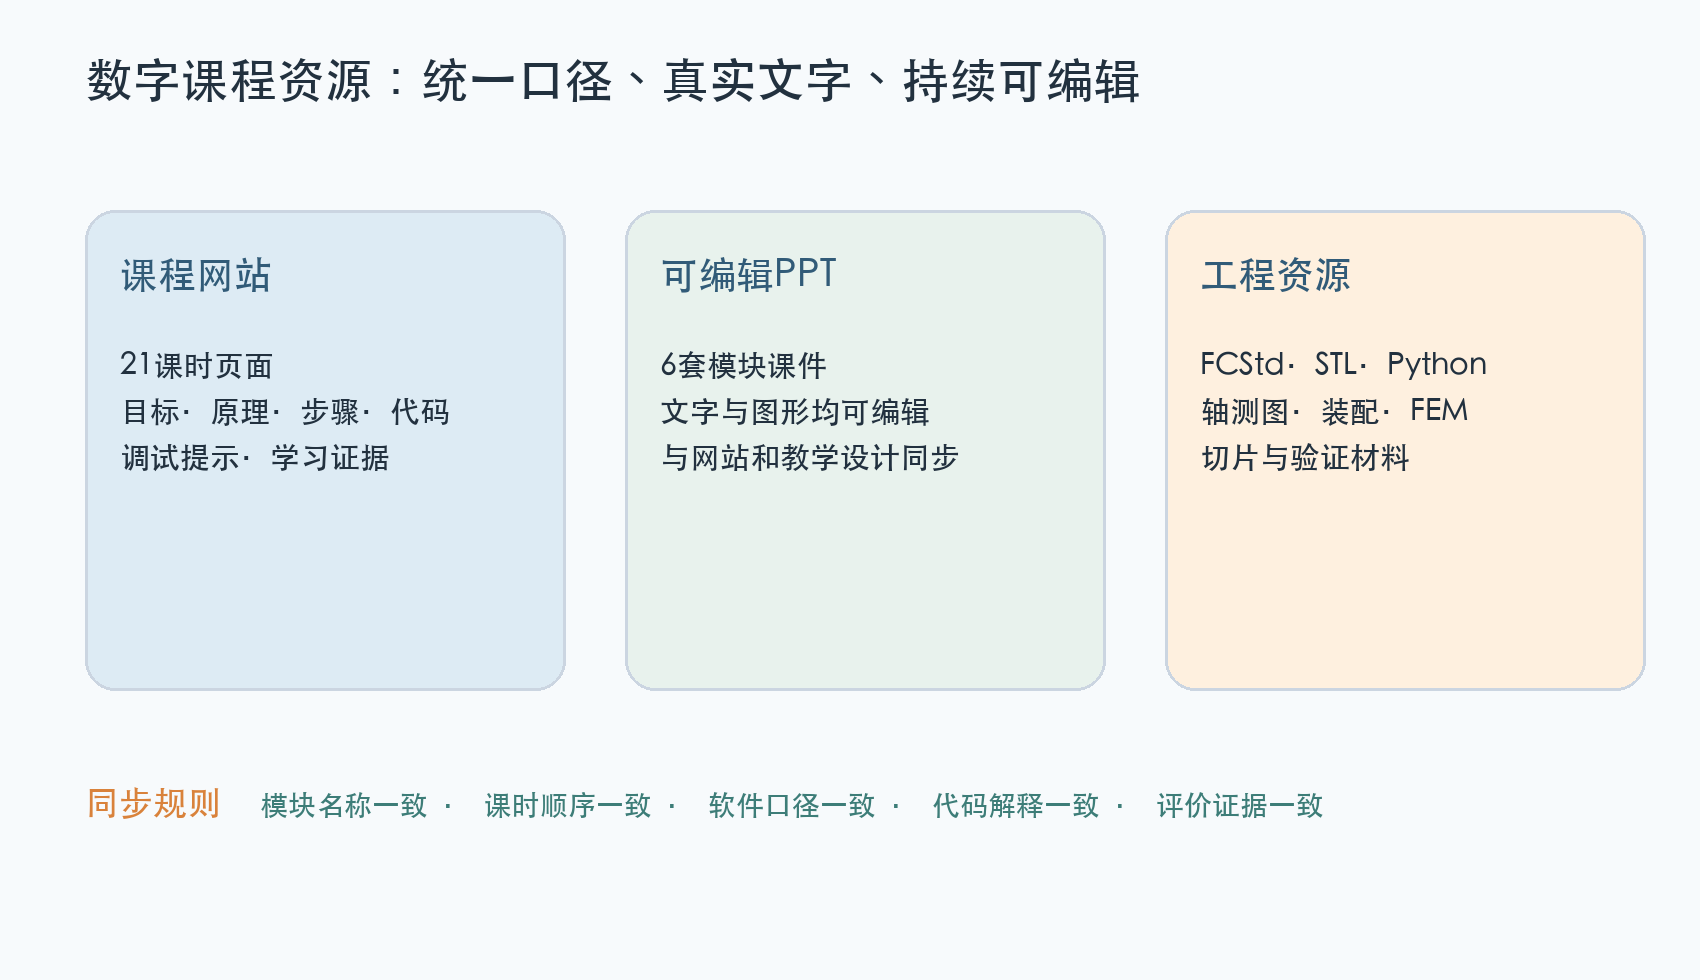 数字课程资源：统一口径、真实文字、持续可编辑
课程网站
21课时页面
目标· 原理· 步骤· 代码
调试提示· 学习证据
可编辑PPT
6套模块课件
文字与图形均可编辑
与网站和教学设计同步
工程资源
FCStd· STL· Python
轴测图· 装配· FEM
切片与验证材料
同步规则 模块名称一致 · 课时顺序一致 · 软件口径一致 · 代码解释一致 · 评价证据一致